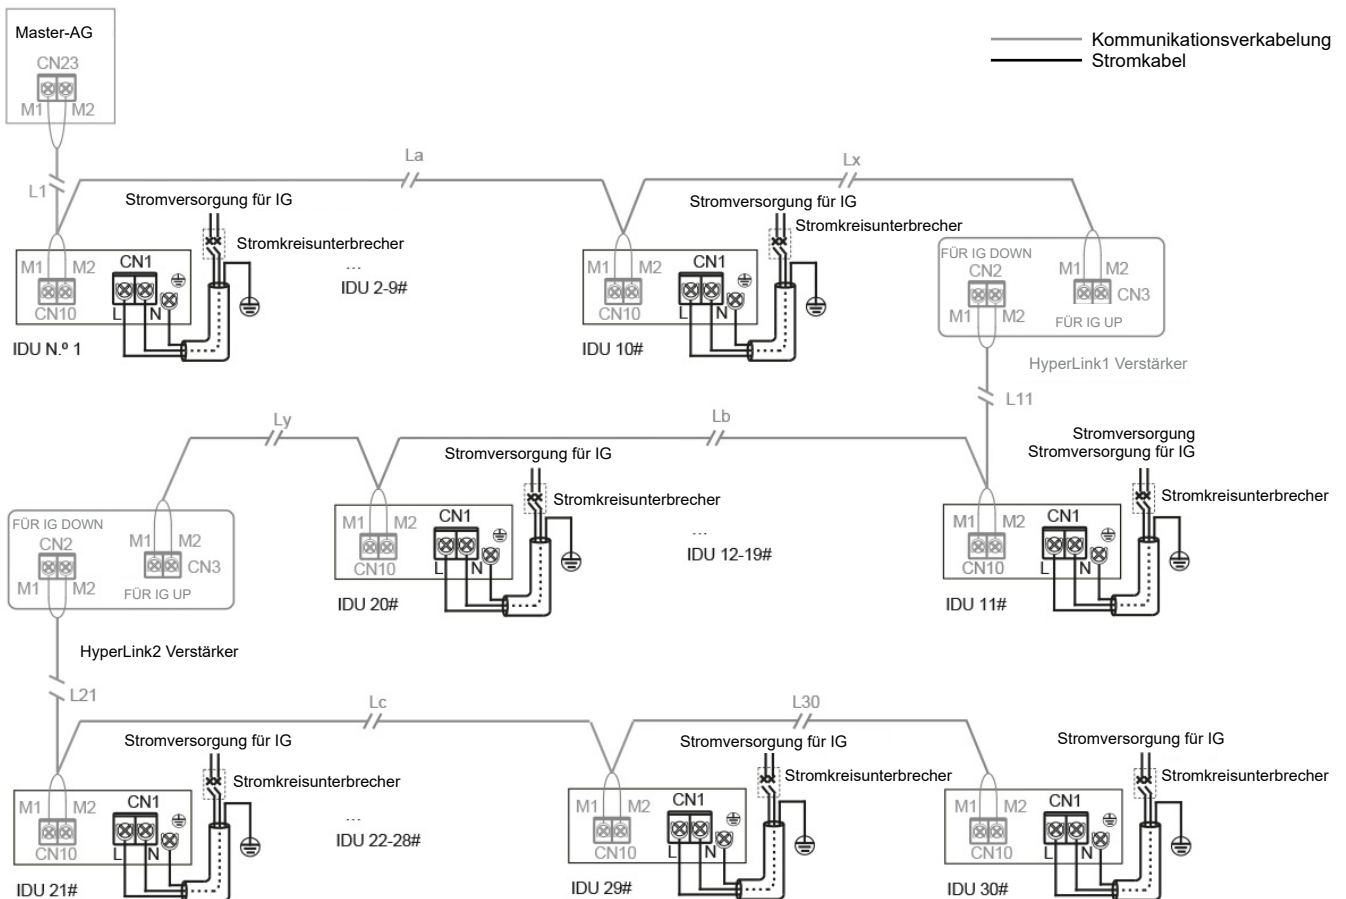 Master-AG
CN23
M1 M2
Kommunikationsverkabelung
Stromkabel
L1
La
Lx
Stromversorgung für IG
Stromkreisunterbrecher
M1 M2 CN1
CN10 L N
IDU N.º 1
...
IDU 2-9#
Stromversorgung für IG
Stromkreisunterbrecher
M1 M2 CN1
CN10 L N
IDU 10#
FÜR IG DOWN
CN2
M1 M2
M1 M2
CN3
FÜR IG UP
HyperLink1 Verstärker
L11
Ly
Lb
FÜR IG DOWN
CN2
M1 M2
M1 M2
CN3
FÜR IG UP
HyperLink2 Verstärker
Stromversorgung für IG
Stromkreisunterbrecher
M1 M2 CN1
CN10 L N
IDU 20#
...
IDU 12-19#
Stromversorgung
Stromversorgung für IG
Stromkreisunterbrecher
M1 M2 CN1
CN10 L N
IDU 11#
L21
Lc
L30
Stromversorgung für IG
Stromkreisunterbrecher
M1 M2 CN1
CN10 L N
IDU 21#
...
IDU 22-28#
Stromversorgung für IG
Stromkreisunterbrecher
M1 M2 CN1
CN10 L N
IDU 29#
Stromversorgung für IG
Stromkreisunterbrecher
M1 M2 CN1
CN10 L N
IDU 30#